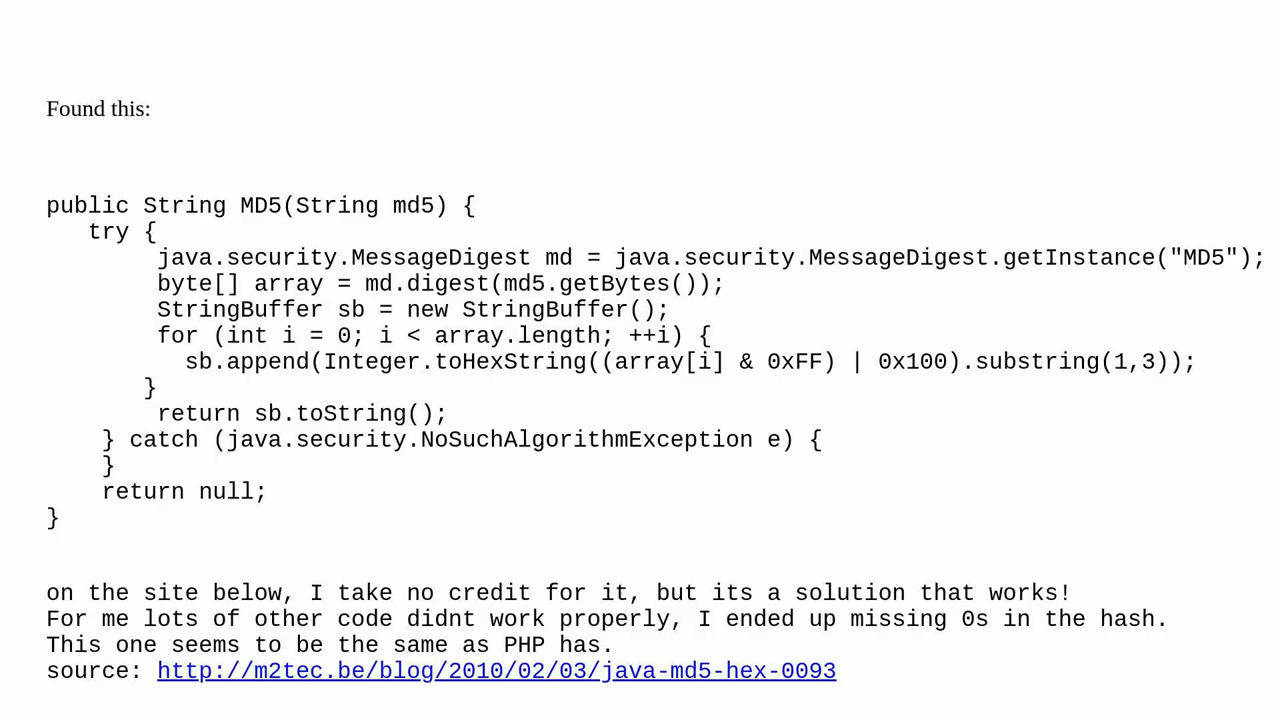 Found this:
public String MD5(String md5) {
   try {
        java.security.MessageDigest md = java.security.MessageDigest.getInstance("MD5");
        byte[] array = md.digest(md5.getBytes());
        StringBuffer sb = new StringBuffer();
        for (int i = 0; i < array.length; ++i) {
          sb.append(Integer.toHexString((array[i] & 0xFF) | 0x100).substring(1,3));
       }
        return sb.toString();
    } catch (java.security.NoSuchAlgorithmException e) {
    }
    return null;
}
on the site below, I take no credit for it, but its a solution that works!
For me lots of other code didnt work properly, I ended up missing 0s in the hash.
This one seems to be the same as PHP has.
source: http://m2tec.be/blog/2010/02/03/java-md5-hex-0093